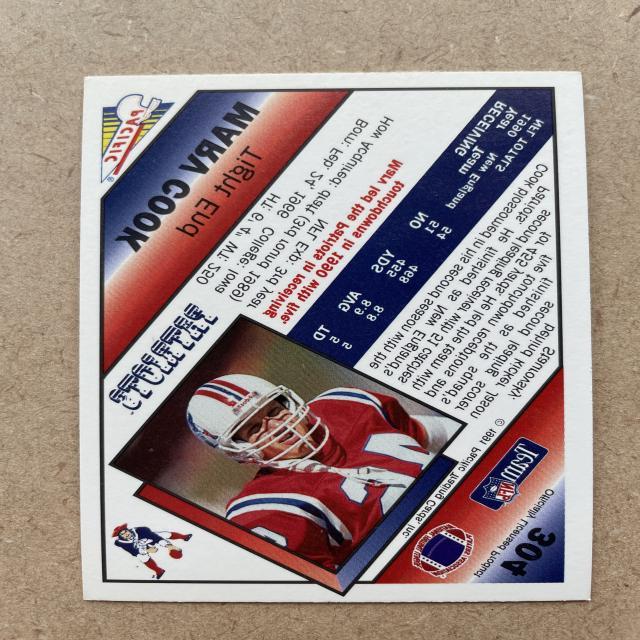 PACIFIC®
MARV COOK
Tight End
HT: 6' 4" WT: 250
Born: Feb. 24, 1966 College: Iowa
NFL Exp: 3rd year
How Acquired: draft (3rd round, 1989)
Marv led the Patriots in receiving
touchdowns in 1990 with five.
RECEIVING NO YDS AVG TD
Year Team
1990 New England 51 455 8.9 5
NFL TOTALS 54 468 8.8 5
Cook blossomed in his second season with the
Patriots. He finished as New England's
second leading receiver with 51 catches
for 455 yards. He led the team with
five touchdown receptions and
finished as the squad's
second leading scorer
behind kicker Jason
Staurovsky.
PATRIOTS
© 1991 Pacific Trading Cards, Inc.
Team NFL
Officially Licensed Product
304